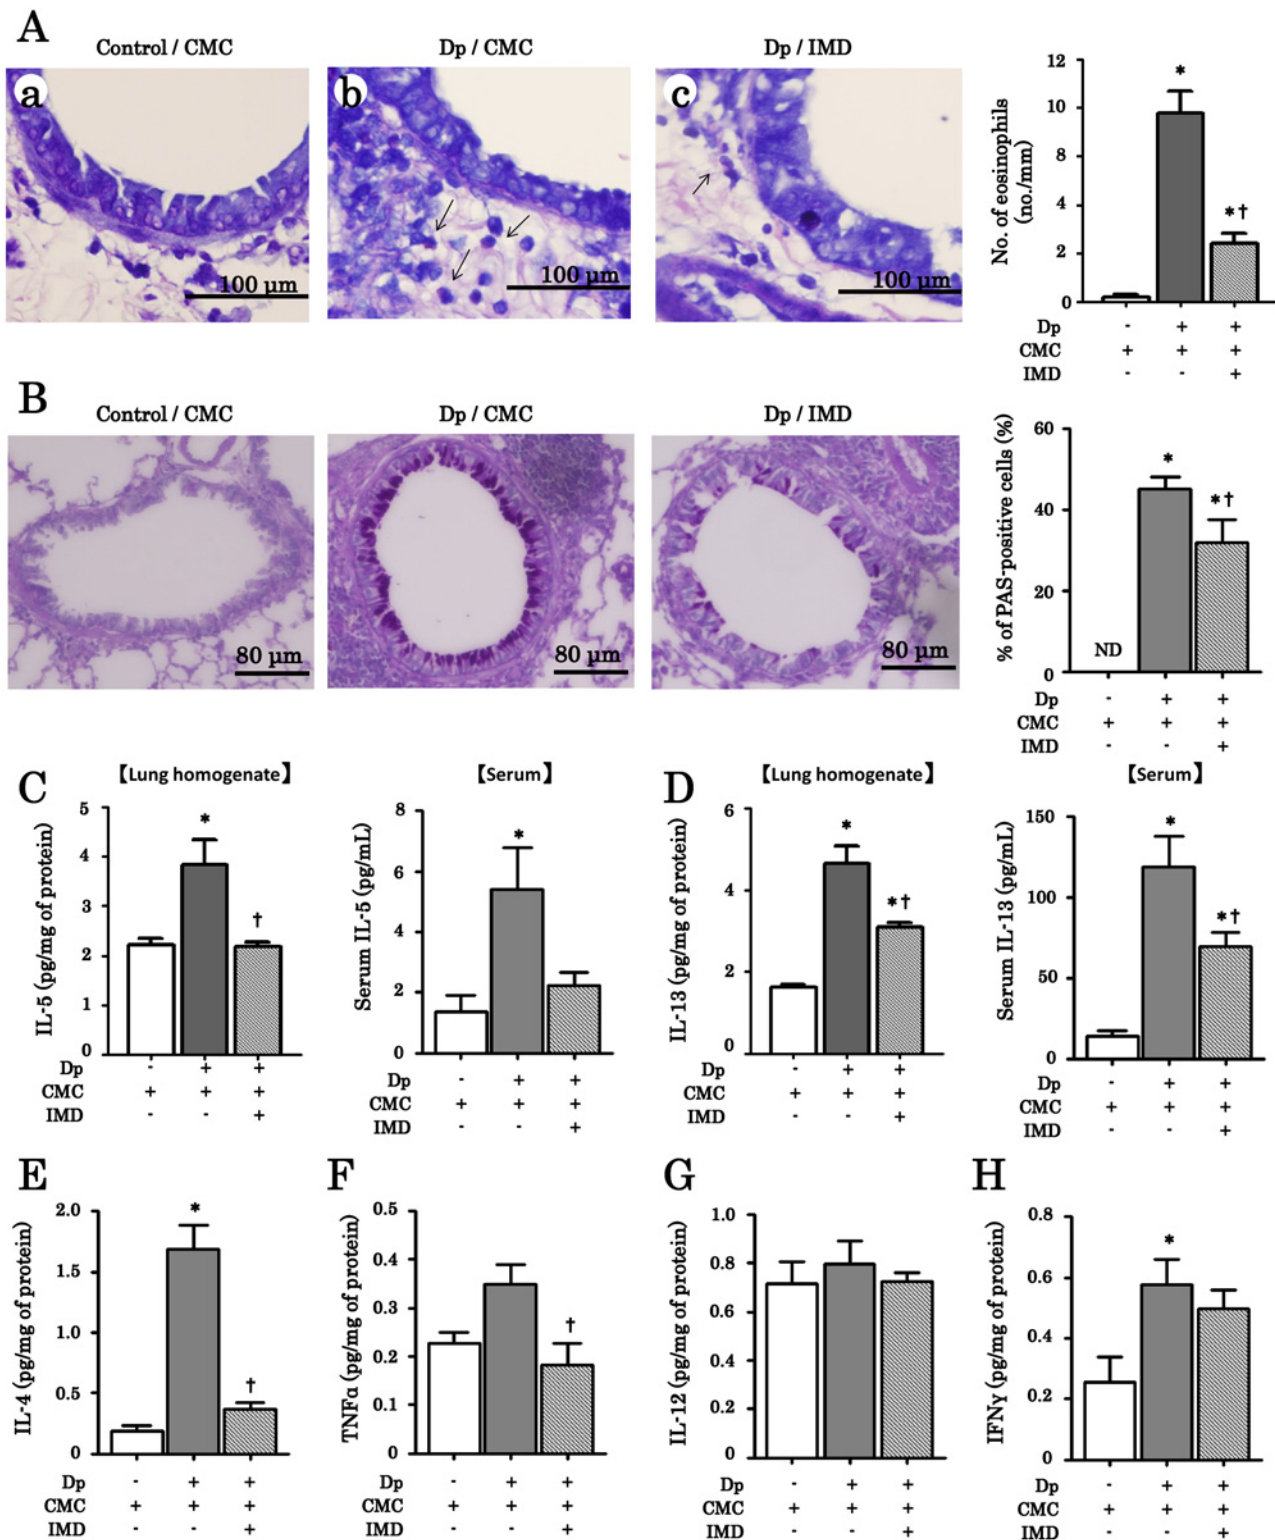 A
Control / CMC
Dp / CMC
Dp / IMD
a
b
c
100 μm
100 μm
100 μm
No. of eosinophils
(no./mm)
12
10
8
6
4
2
0
*
*†
Dp - + +
CMC + + +
IMD - - +
B
Control / CMC
Dp / CMC
Dp / IMD
80 μm
80 μm
80 μm
% of PAS-positive cells (%)
60
40
20
0
ND
*
*†
Dp - + +
CMC + + +
IMD - - +
C
【Lung homogenate】
IL-5 (pg/mg of protein)
5
4
3
2
1
0
*
†
Dp - + +
CMC + + +
IMD - - +
【Serum】
Serum IL-5 (pg/mL)
8
6
4
2
0
*
Dp - + +
CMC + + +
IMD - - +
D
【Lung homogenate】
IL-13 (pg/mg of protein)
6
4
2
0
*
*†
Dp - + +
CMC + + +
IMD - - +
【Serum】
Serum IL-13 (pg/mL)
150
100
50
0
*
*†
Dp - + +
CMC + + +
IMD - - +
E
IL-4 (pg/mg of protein)
2.0
1.5
1.0
0.5
0
*
†
Dp - + +
CMC + + +
IMD - - +
F
TNFα (pg/mg of protein)
0.5
0.4
0.3
0.2
0.1
0
†
Dp - + +
CMC + + +
IMD - - +
G
IL-12 (pg/mg of protein)
1.0
0.8
0.6
0.4
0.2
0
Dp - + +
CMC + + +
IMD - - +
H
IFNγ (pg/mg of protein)
0.8
0.6
0.4
0.2
0
*
Dp - + +
CMC + + +
IMD - - +